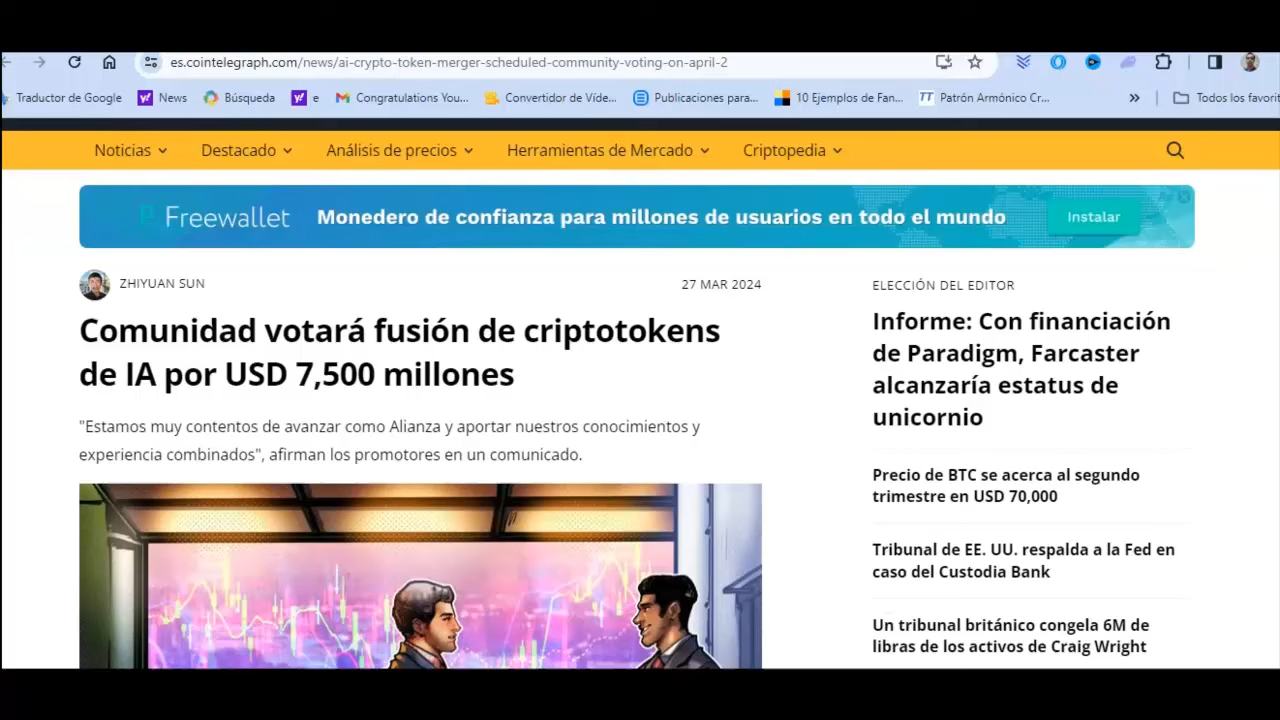 es.cointelegraph.com/news/ai-crypto-token-merger-scheduled-community-voting-on-april-2
Traductor de Google
News
Búsqueda
e
Congratulations You...
Convertidor de Víde...
Publicaciones para...
10 Ejemplos de Fan...
TT Patrón Armónico Cr...
»
Todos los favorit
Noticias
Destacado
Análisis de precios
Herramientas de Mercado
Criptopedia
Freewallet
Monedero de confianza para millones de usuarios en todo el mundo
Instalar
ZHIYUAN SUN
27 MAR 2024
Comunidad votará fusión de criptotokens
de IA por USD 7,500 millones
"Estamos muy contentos de avanzar como Alianza y aportar nuestros conocimientos y
experiencia combinados", afirman los promotores en un comunicado.
ELECCIÓN DEL EDITOR
Informe: Con financiación
de Paradigm, Farcaster
alcanzaría estatus de
unicornio
Precio de BTC se acerca al segundo
trimestre en USD 70,000
Tribunal de EE. UU. respalda a la Fed en
caso del Custodia Bank
Un tribunal británico congela 6M de
libras de los activos de Craig Wright